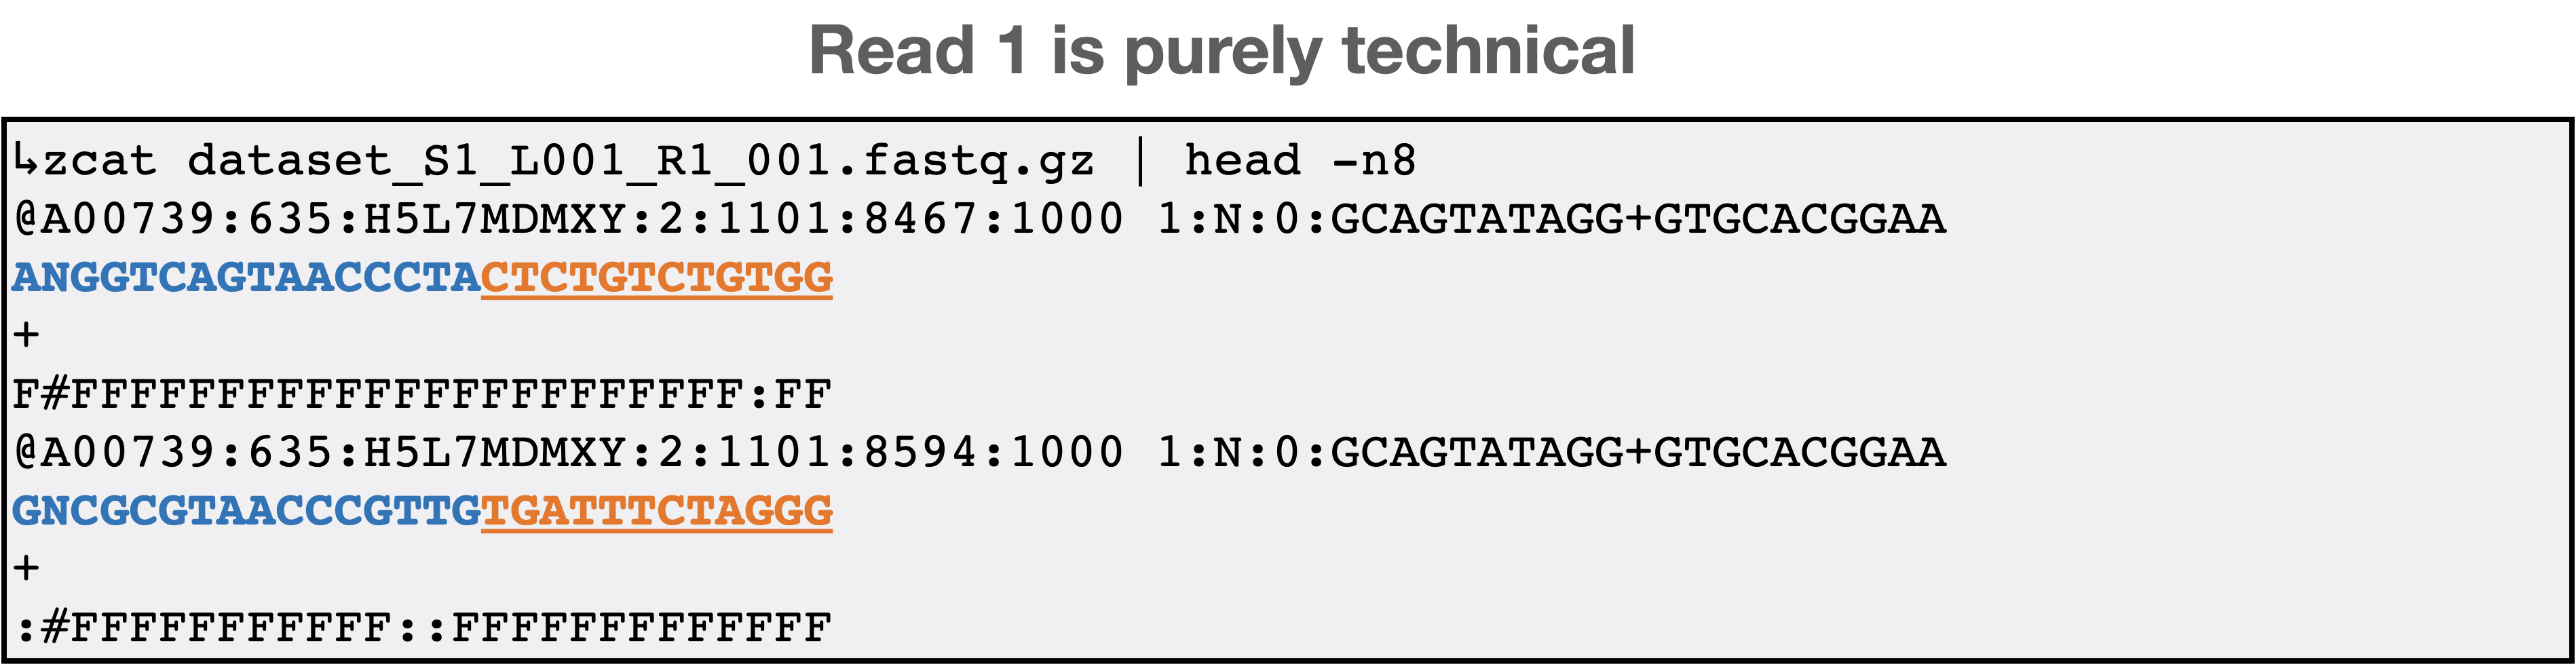 Read 1 is purely technical
↳zcat dataset_S1_L001_R1_001.fastq.gz | head -n8
@A00739:635:H5L7MDMXY:2:1101:8467:1000 1:N:0:GCAGTATAGG+GTGCACGGAA
ANGGTCAGTAACCCTACTCTGTCTGTGG
+
F#FFFFFFFFFFFFFFFFFFFFFFF:FF
@A00739:635:H5L7MDMXY:2:1101:8594:1000 1:N:0:GCAGTATAGG+GTGCACGGAA
GNCGCGTAACCCGTTGTGATTTCTAGGG
+
:#FFFFFFFFFFF::FFFFFFFFFFFFF